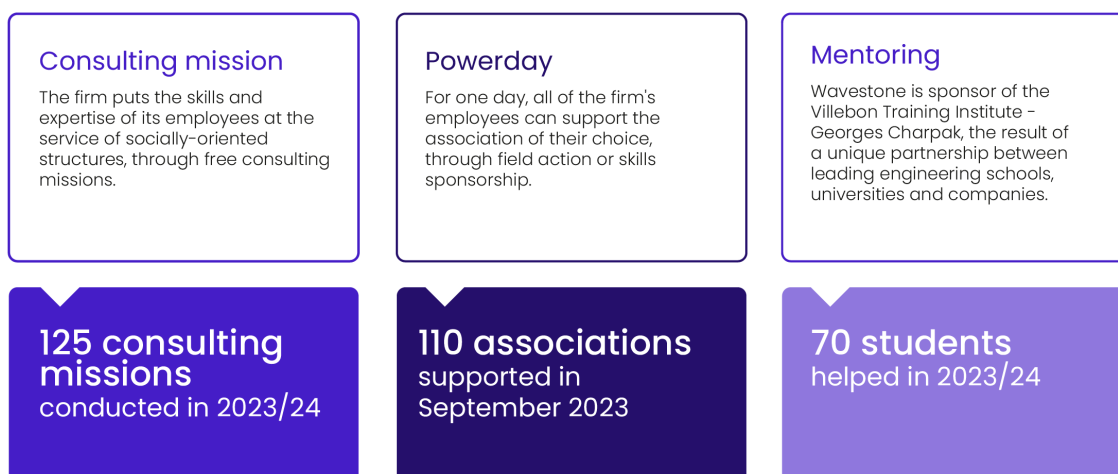 Consulting mission
The firm puts the skills and
expertise of its employees at the
service of socially-oriented
structures, through free consulting
missions.
125 consulting
missions
conducted in 2023/24
Powerday
For one day, all of the firm's
employees can support the
association of their choice,
through field action or skills
sponsorship.
110 associations
supported in
September 2023
Mentoring
Wavestone is sponsor of the
Villebon Training Institute -
Georges Charpak, the result of
a unique partnership between
leading engineering schools,
universities and companies.
70 students
helped in 2023/24